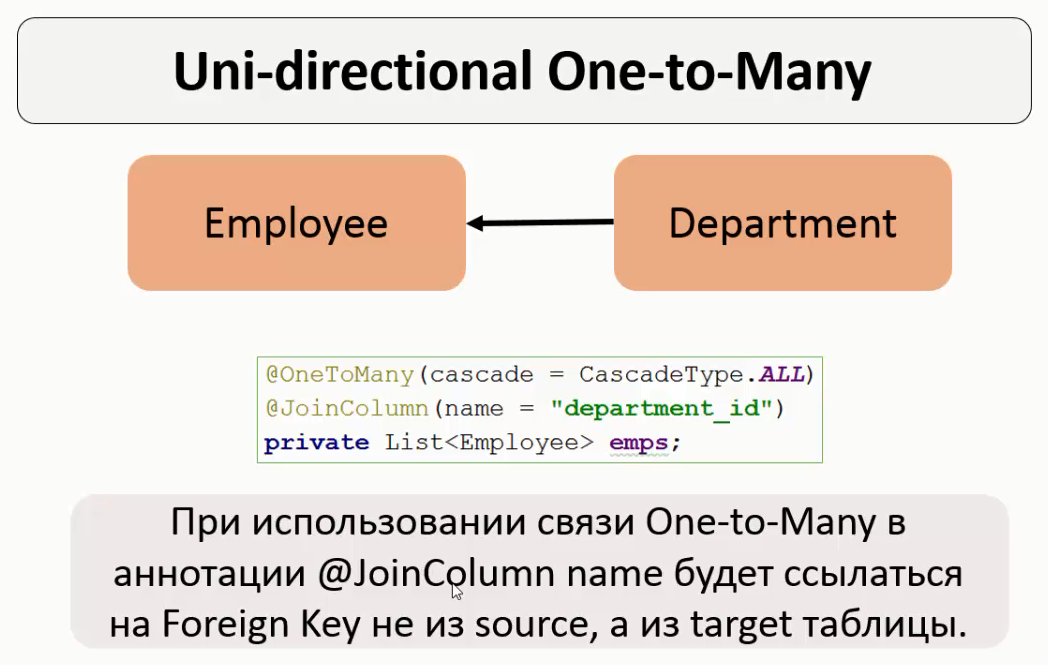 Uni-directional One-to-Many
Employee
Department
@OneToMany(cascade = CascadeType.ALL)
@JoinColumn(name = "department_id")
private List<Employee> emps;
При использовании связи One-to-Many в
аннотации @JoinColumn name будет ссылаться
на Foreign Key не из source, а из target таблицы.